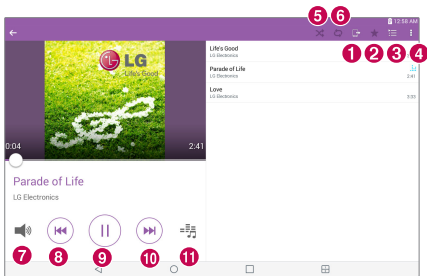 5 6
12:58 AM
1 2 3 4
LG
Life's Good
0:04
2:41
Life's Good
LG Electronics
Parade of Life
LG Electronics
2:41
Love
LG Electronics
3:03
Parade of Life
LG Electronics
7 8 9 10 11